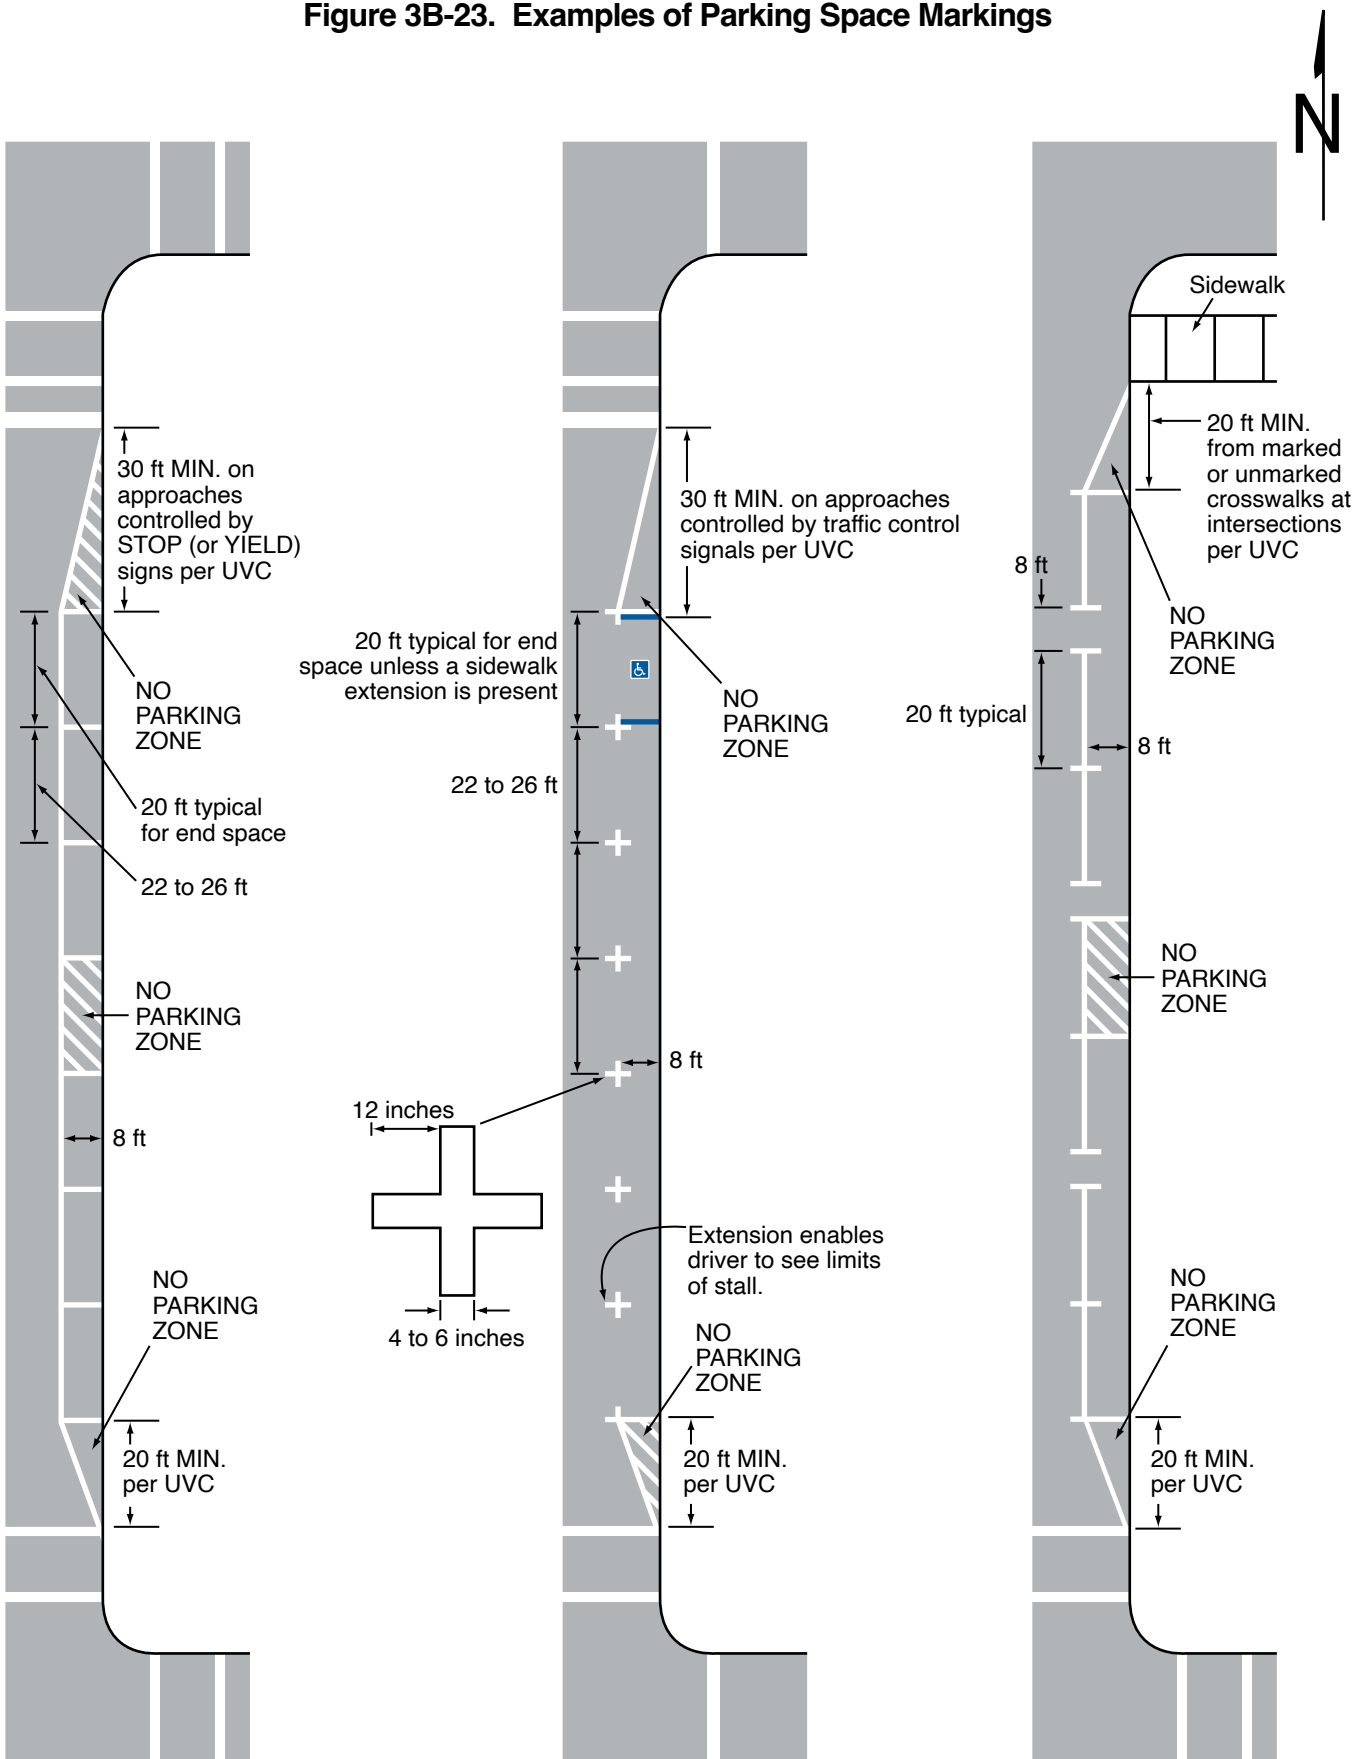 Figure 3B-23. Examples of Parking Space Markings
N
30 ft MIN. on
approaches
controlled by
STOP (or YIELD)
signs per UVC
NO
PARKING
ZONE
20 ft typical
for end space
22 to 26 ft
NO
PARKING
ZONE
8 ft
NO
PARKING
ZONE
20 ft MIN.
per UVC
30 ft MIN. on approaches
controlled by traffic control
signals per UVC
20 ft typical for end
space unless a sidewalk
extension is present
NO
PARKING
ZONE
22 to 26 ft
8 ft
12 inches
4 to 6 inches
Extension enables
driver to see limits
of stall.
NO
PARKING
ZONE
20 ft MIN.
per UVC
Sidewalk
20 ft MIN.
from marked
or unmarked
crosswalks at
intersections
per UVC
8 ft
NO
PARKING
ZONE
20 ft typical
8 ft
NO
PARKING
ZONE
NO
PARKING
ZONE
20 ft MIN.
per UVC